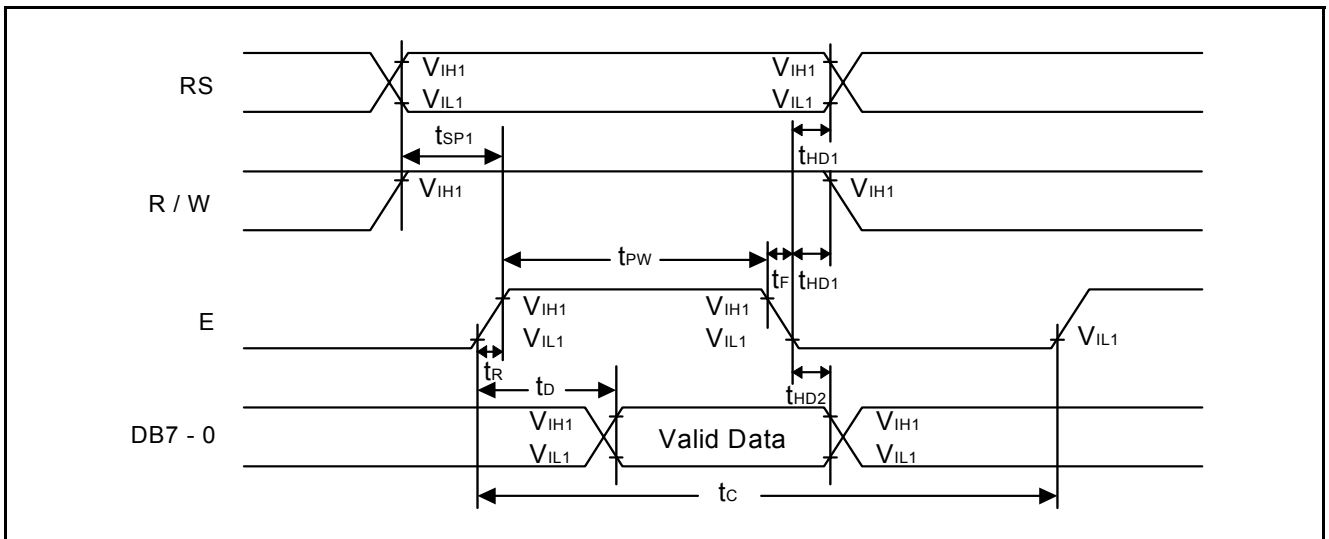 RS
VIH1
VIH1
VIL1
VIL1
tSP1
tHD1
R / W
VIH1
VIH1
tPW
tF
tHD1
E
VIH1
VIH1
VIL1
VIL1
VIL1
tR
tD
tHD2
DB7 - 0
VIH1
Valid Data
VIH1
VIL1
VIL1
tC